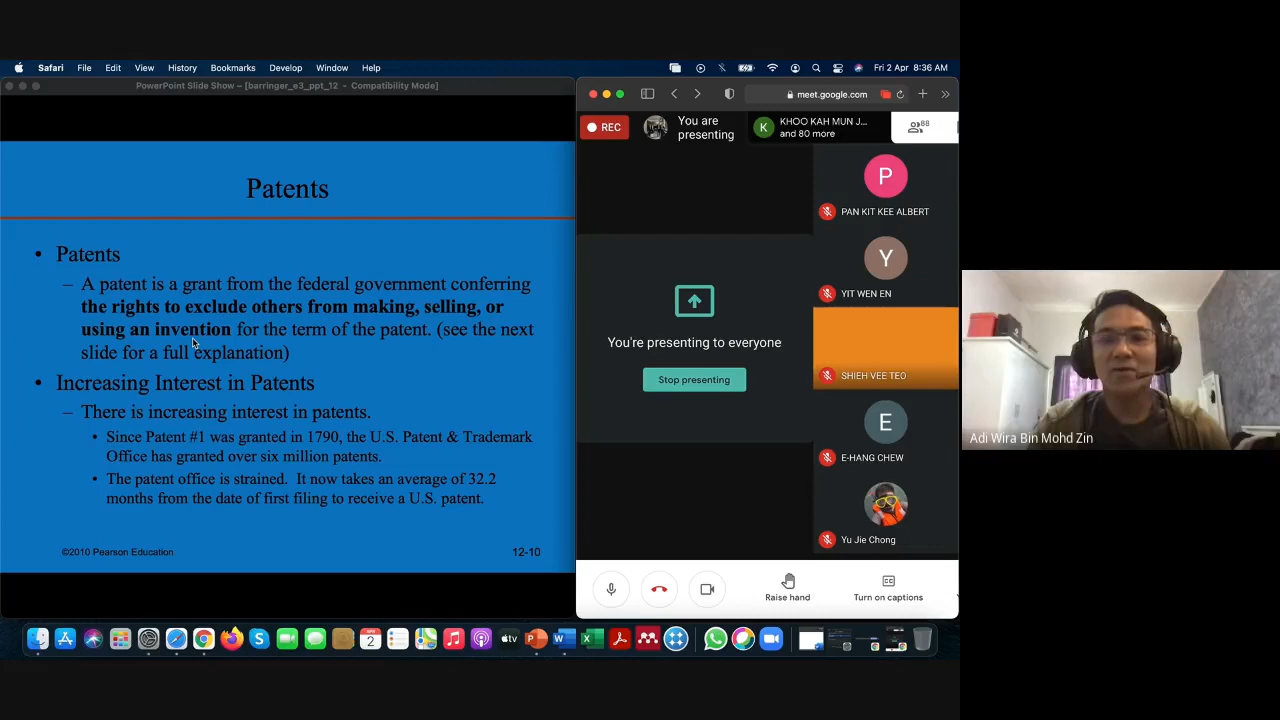 Safari File Edit View History Bookmarks Develop Window Help
Fri 2 Apr 8:36 AM
PowerPoint Slide Show – [barringer_e3_ppt_12 - Compatibility Mode]
Patents
• Patents
– A patent is a grant from the federal government conferring
the rights to exclude others from making, selling, or
using an invention for the term of the patent. (see the next
slide for a full explanation)
• Increasing Interest in Patents
– There is increasing interest in patents.
• Since Patent #1 was granted in 1790, the U.S. Patent & Trademark
Office has granted over six million patents.
• The patent office is strained. It now takes an average of 32.2
months from the date of first filing to receive a U.S. patent.
©2010 Pearson Education
12-10
meet.google.com
REC
You are
presenting
K
KHOO KAH MUN J...
and 80 more
88
You're presenting to everyone
Stop presenting
P
PAN KIT KEE ALBERT
Y
YIT WEN EN
SHIEH VEE TEO
E
E-HANG CHEW
Yu Jie Chong
Raise hand
Turn on captions
Adi Wira Bin Mohd Zin
APR
2
tv